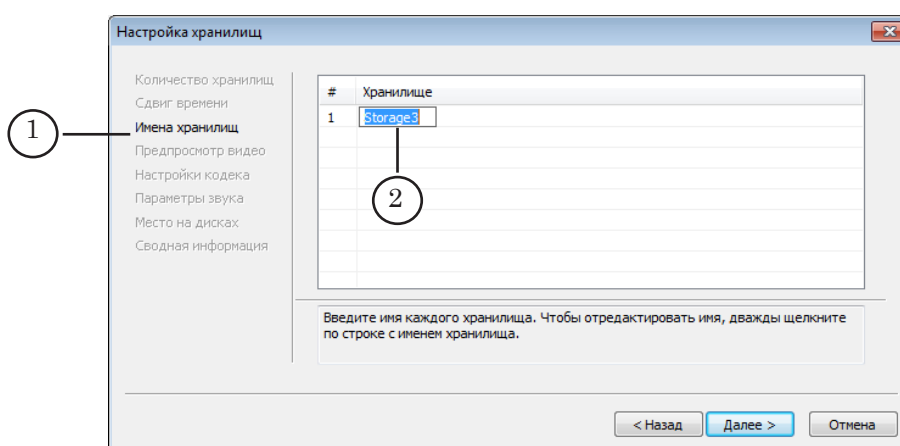 Настройка хранилищ
Количество хранилищ
Сдвиг времени
Имена хранилищ
Предпросмотр видео
Настройки кодека
Параметры звука
Место на дисках
Сводная информация
1
# Хранилище
1 Storage3
2
Введите имя каждого хранилища. Чтобы отредактировать имя, дважды щелкните
по строке с именем хранилища.
< Назад Далее > Отмена